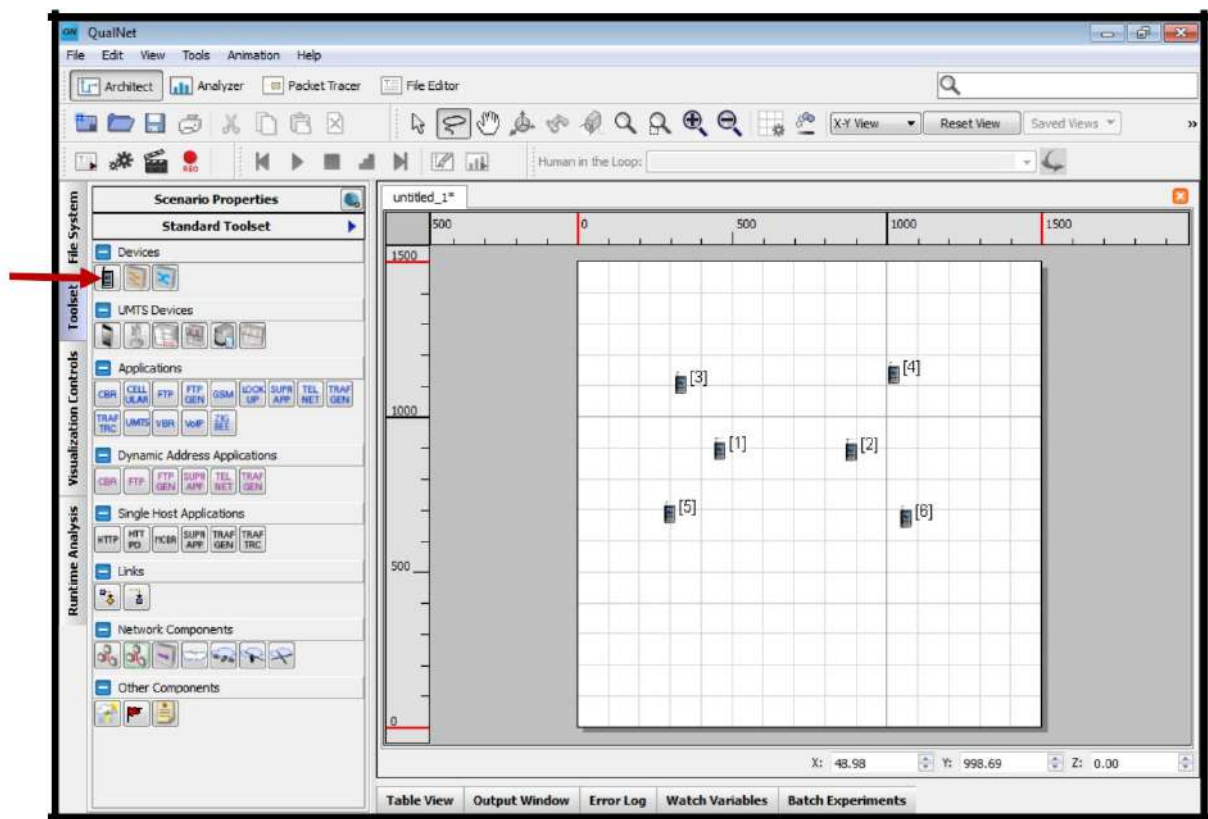 QN QualNet
File Edit View Tools Animation Help
Architect Analyzer Packet Tracer File Editor
X-Y View Reset View Saved Views »
REC Human in the Loop:
File System
Toolset
Visualization Controls
Runtime Analysis
Scenario Properties
Standard Toolset
Devices
UMTS Devices
Applications
CBR CELL ULAR FTP FTP GEN GSM LOOK UP SUPR APP TEL NET TRAF GEN
TRAF TRC UMTS VBR VoIP ZIG BEE
Dynamic Address Applications
CBR FTP FTP GEN SUPR APP TEL NET TRAF GEN
Single Host Applications
HTTP HTT PD MCBR SUPR APP TRAF GEN TRAF TRC
Links
Network Components
Other Components
untitled_1*
500 0 500 1000 1500
1500
[3] [4]
1000
[1] [2]
[5] [6]
500
0
X: 48.98 Y: 998.69 Z: 0.00
Table View Output Window Error Log Watch Variables Batch Experiments